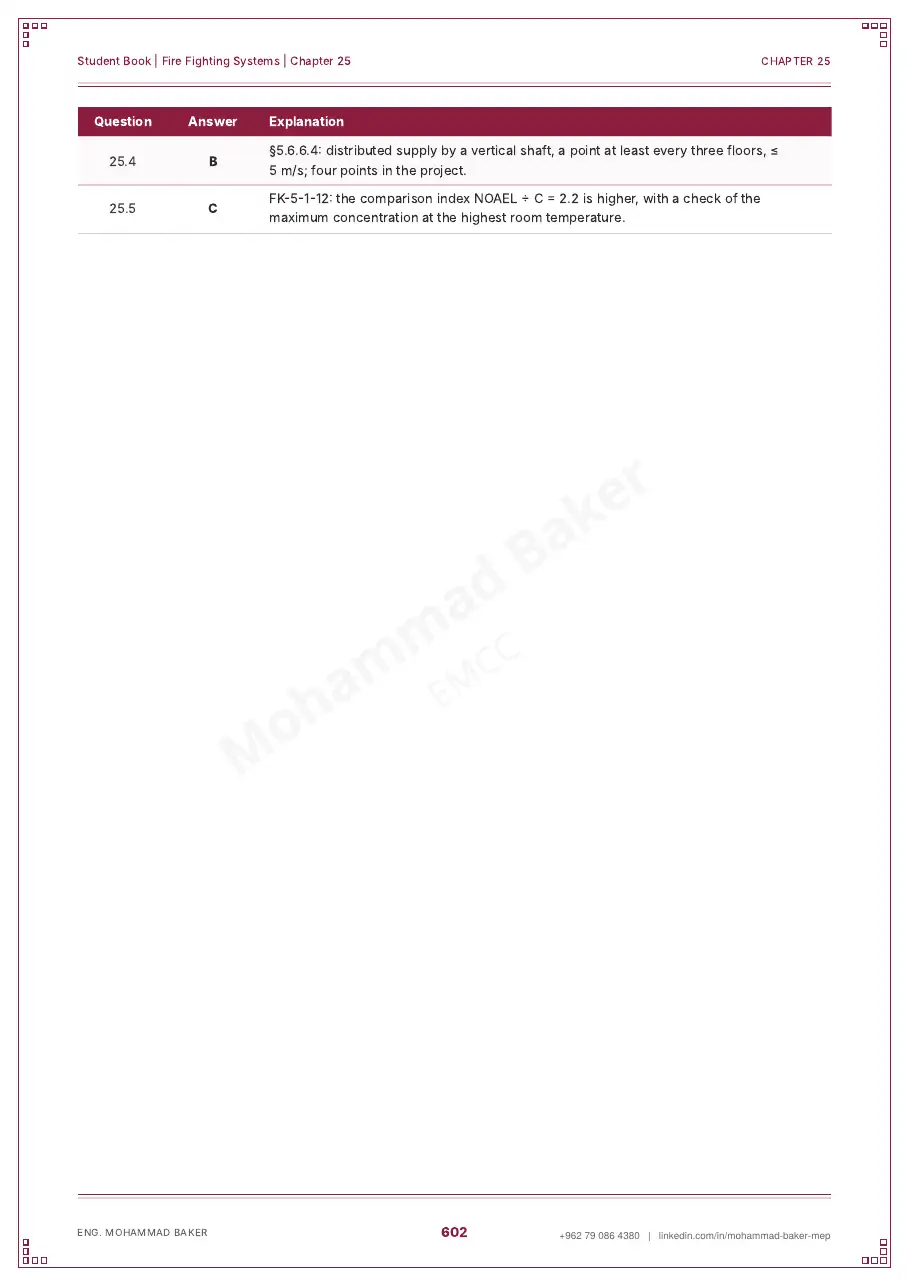 Student Book | Fire Fighting Systems | Chapter 25
CHAPTER 25
Question Answer Explanation
25.4 B §5.6.6.4: distributed supply by a vertical shaft, a point at least every three floors, ≤
5 m/s; four points in the project.
25.5 C FK-5-1-12: the comparison index NOAEL ÷ C = 2.2 is higher, with a check of the
maximum concentration at the highest room temperature.
Mohammad Baker
EMCC
ENG. MOHAMMAD BAKER
602
+962 79 086 4380 | linkedin.com/in/mohammad-baker-mep